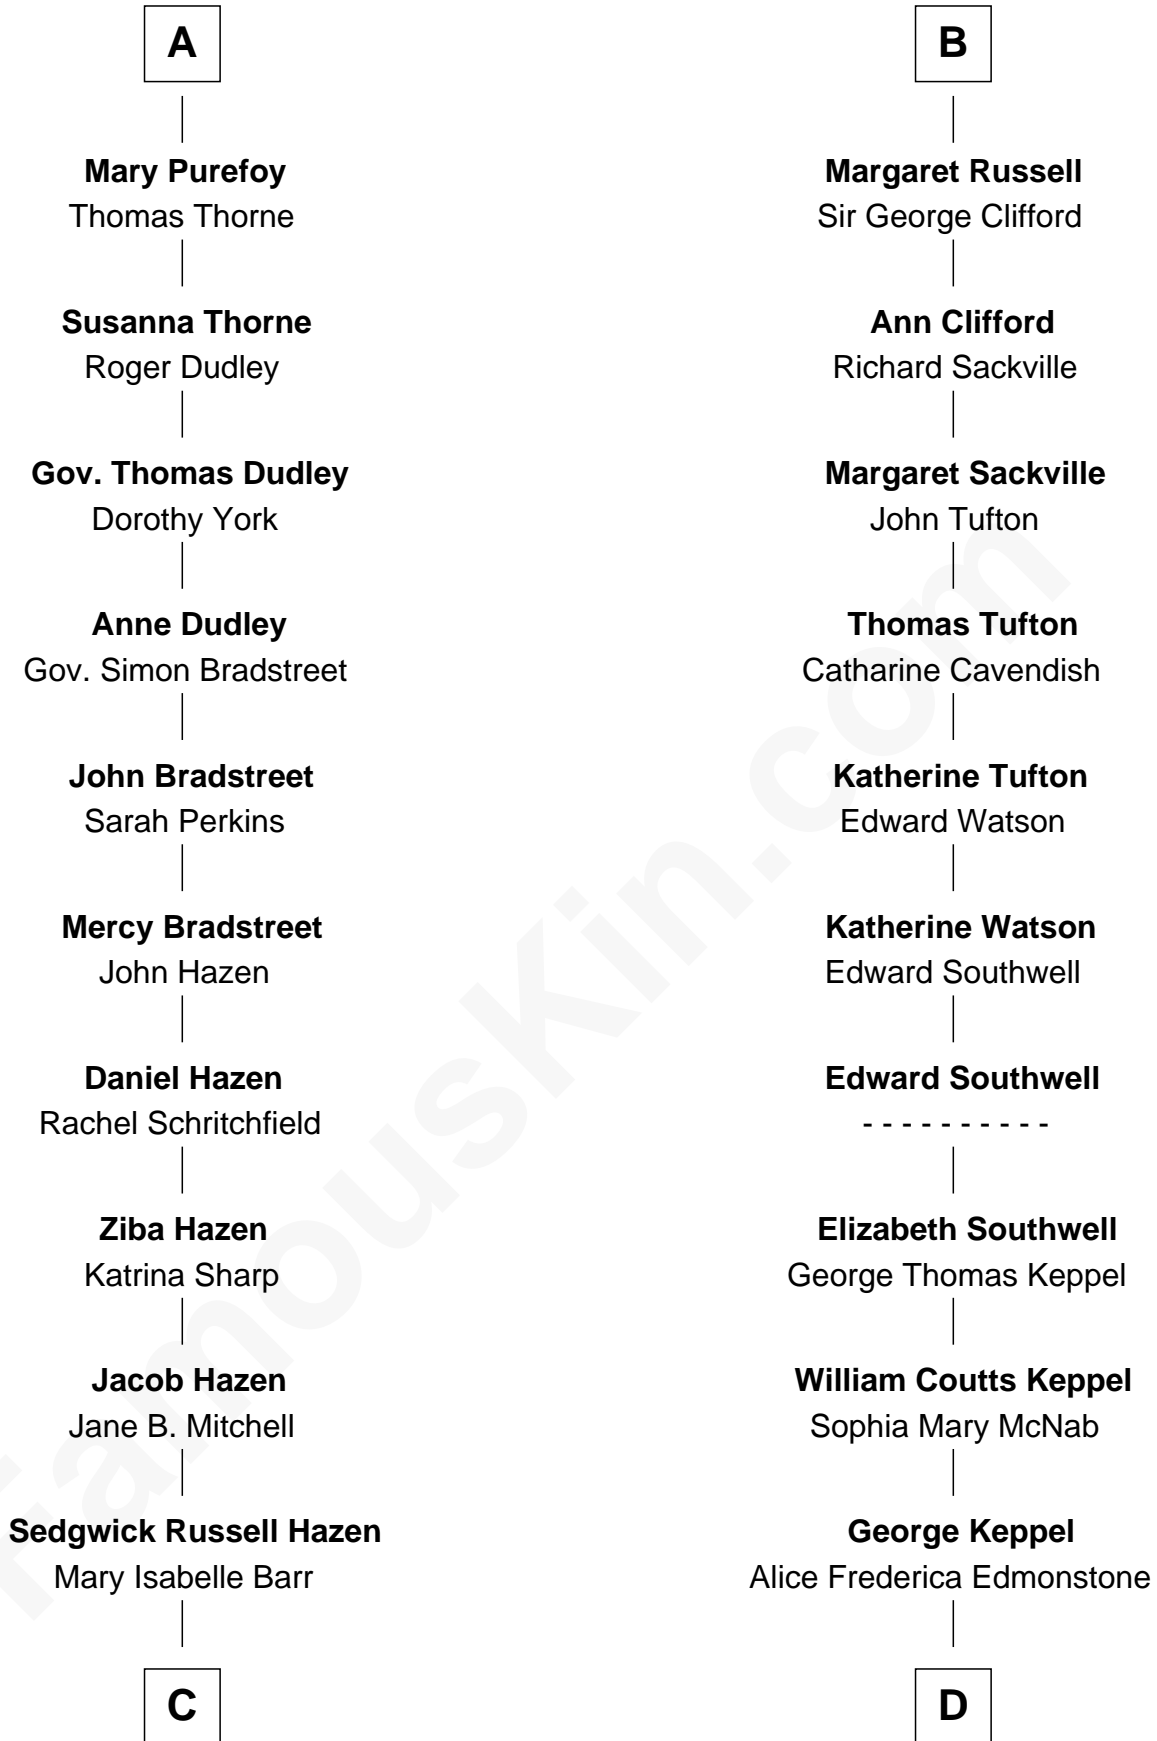 A
Mary Purefoy
Thomas Thorne
Susanna Thorne
Roger Dudley
Gov. Thomas Dudley
Dorothy York
Anne Dudley
Gov. Simon Bradstreet
John Bradstreet
Sarah Perkins
Mercy Bradstreet
John Hazen
Daniel Hazen
Rachel Schritchfield
Ziba Hazen
Katrina Sharp
Jacob Hazen
Jane B. Mitchell
Sedgwick Russell Hazen
Mary Isabelle Barr
C
B
Margaret Russell
Sir George Clifford
Ann Clifford
Richard Sackville
Margaret Sackville
John Tufton
Thomas Tufton
Catharine Cavendish
Katherine Tufton
Edward Watson
Katherine Watson
Edward Southwell
Edward Southwell
- - - - - - - - - -
Elizabeth Southwell
George Thomas Keppel
William Coutts Keppel
Sophia Mary McNab
George Keppel
Alice Frederica Edmonstone
D
FamousKin.com